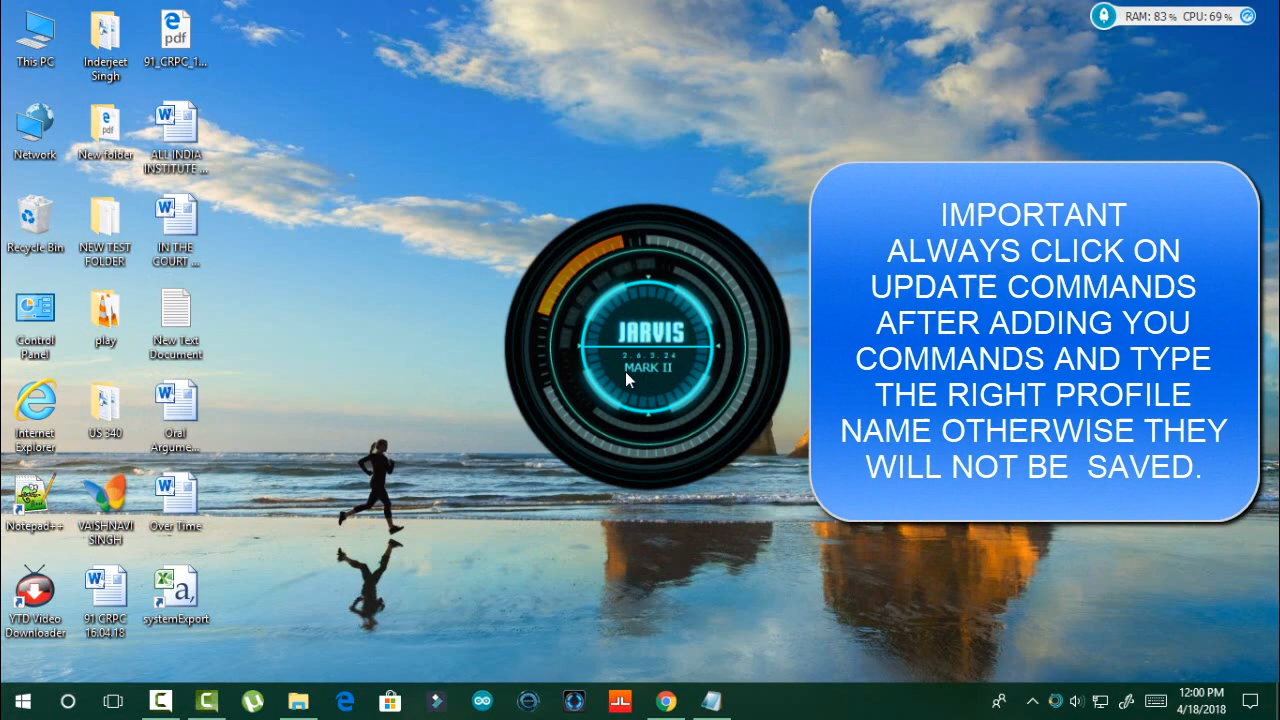 This PC
Network
Recycle Bin
Control
Panel
Internet
Explorer
Notepad++
YTD Video
Downloader
Inderjeet
Singh
pdf
New folder
NEW TEST
FOLDER
play
US 340
VAISHNAVI
SINGH
91 CRPC
16.04.18
pdf
91_CRPC_1...
ALL INDIA
INSTITUTE ...
IN THE
COURT ...
New Text
Document
Oral
Argume...
Over Time
a,
systemExport
JARVIS
MARK II
RAM: 83% CPU: 69%
IMPORTANT
ALWAYS CLICK ON
UPDATE COMMANDS
AFTER ADDING YOU
COMMANDS AND TYPE
THE RIGHT PROFILE
NAME OTHERWISE THEY
WILL NOT BE  SAVED.
12:00 PM
4/18/2018